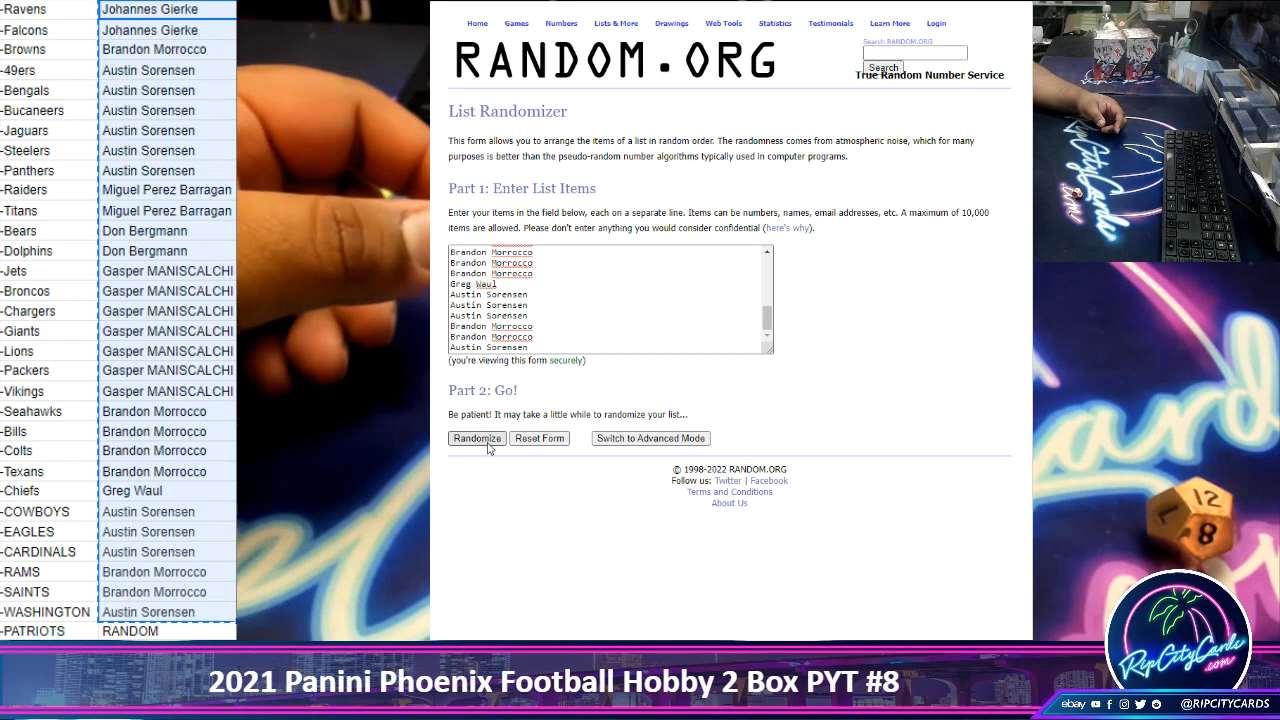 -Ravens Johannes Gierke
-Falcons Johannes Gierke
-Browns Brandon Morrocco
-49ers Austin Sorensen
-Bengals Austin Sorensen
-Bucaneers Austin Sorensen
-Jaguars Austin Sorensen
-Steelers Austin Sorensen
-Panthers Austin Sorensen
-Raiders Miguel Perez Barragan
-Titans Miguel Perez Barragan
-Bears Don Bergmann
-Dolphins Don Bergmann
-Jets Gasper MANISCALCHI
-Broncos Gasper MANISCALCHI
-Chargers Gasper MANISCALCHI
-Giants Gasper MANISCALCHI
-Lions Gasper MANISCALCHI
-Packers Gasper MANISCALCHI
-Vikings Gasper MANISCALCHI
-Seahawks Brandon Morrocco
-Bills Brandon Morrocco
-Colts Brandon Morrocco
-Texans Brandon Morrocco
-Chiefs Greg Waul
-COWBOYS Austin Sorensen
-EAGLES Austin Sorensen
-CARDINALS Austin Sorensen
-RAMS Brandon Morrocco
-SAINTS Brandon Morrocco
-WASHINGTON Austin Sorensen
-PATRIOTS RANDOM
Home Games Numbers Lists & More Drawings Web Tools Statistics Testimonials Learn More Login
RANDOM.ORG
Search RANDOM.ORG
Search
True Random Number Service
List Randomizer
This form allows you to arrange the items of a list in random order. The randomness comes from atmospheric noise, which for many
purposes is better than the pseudo-random number algorithms typically used in computer programs.
Part 1: Enter List Items
Enter your items in the field below, each on a separate line. Items can be numbers, names, email addresses, etc. A maximum of 10,000
items are allowed. Please don't enter anything you would consider confidential (here's why).
Brandon Morrocco
Brandon Morrocco
Brandon Morrocco
Greg Waul
Austin Sorensen
Austin Sorensen
Austin Sorensen
Brandon Morrocco
Brandon Morrocco
Austin Sorensen
(you're viewing this form securely)
Part 2: Go!
Be patient! It may take a little while to randomize your list...
Randomize Reset Form Switch to Advanced Mode
© 1998-2022 RANDOM.ORG
Follow us: Twitter | Facebook
Terms and Conditions
About Us
RipCityCards
.com
12
8
2021 Panini Phoenix Football Hobby 2 Box PYT #8
RipCityCards
.com
ebay @RIPCITYCARDS